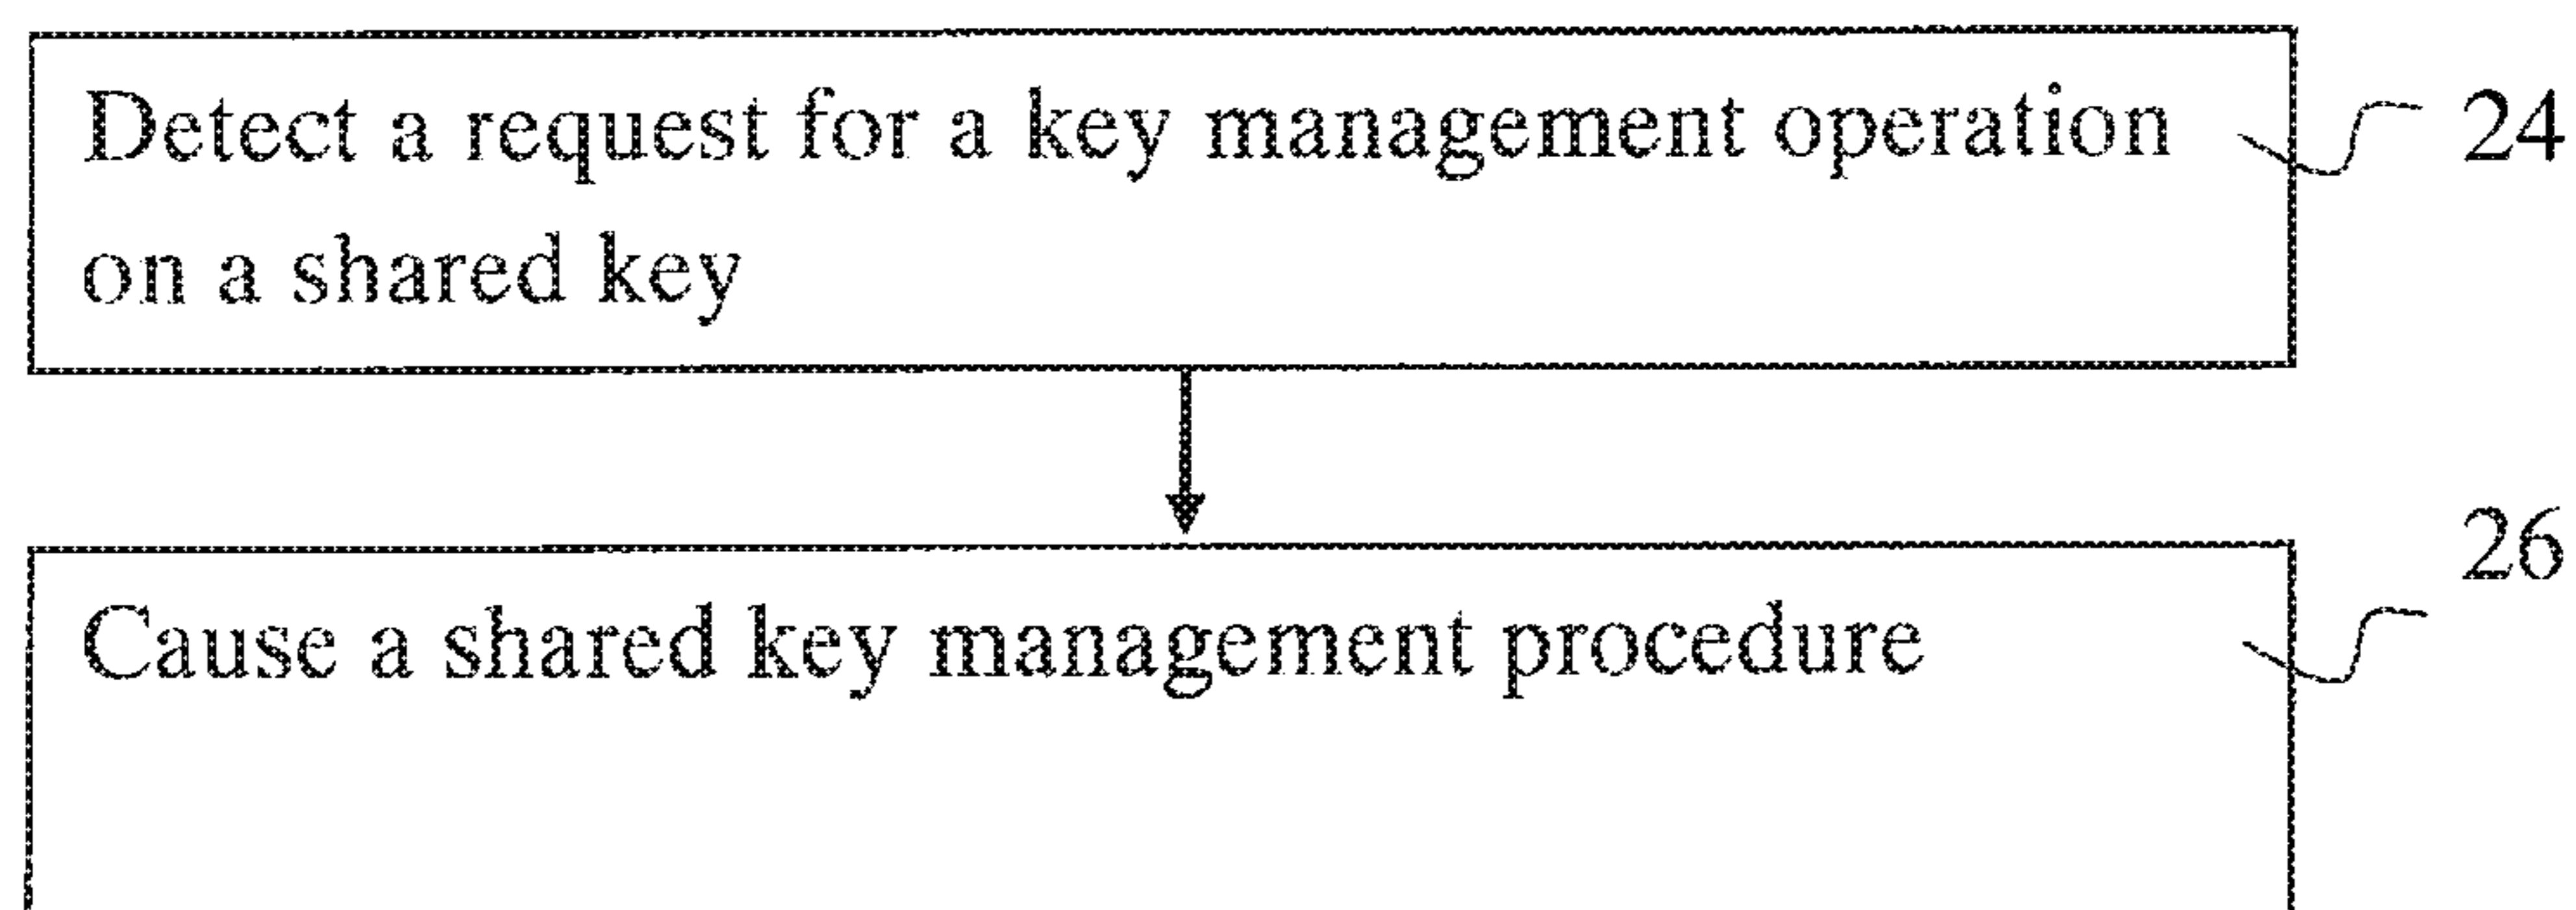 Detect a request for a key management operation 24
on a shared key
26
Cause a shared key management procedure